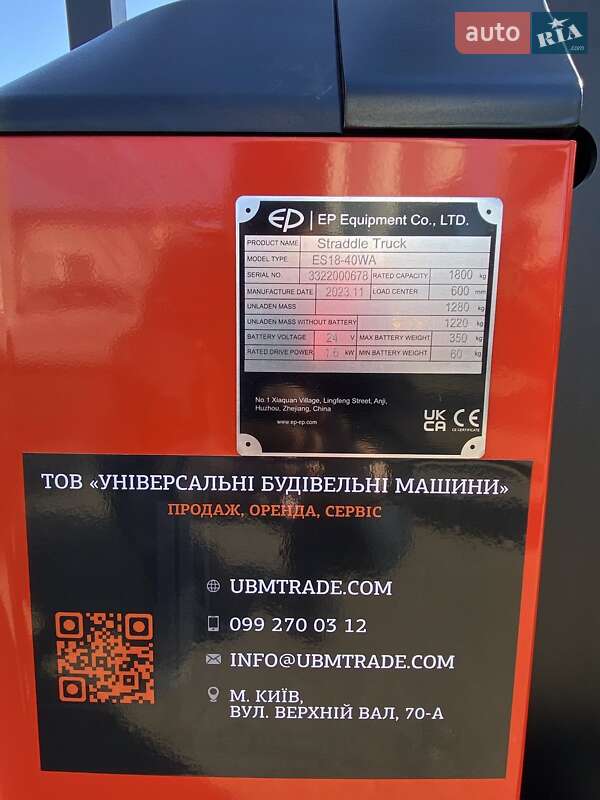 auto RIA .com
EP | EP Equipment Co., LTD.
PRODUCT NAME Straddle Truck
MODEL TYPE ES18-40WA
SERIAL NO. 3322000678 RATED CAPACITY 1800 kg
MANUFACTURE DATE 2023.11 LOAD CENTER 600 mm
UNLADEN MASS 1280 kg
UNLADEN MASS WITHOUT BATTERY 1220 kg
BATTERY VOLTAGE 24 V MAX BATTERY WEIGHT 350 kg
RATED DRIVE POWER 1.6 kW MIN BATTERY WEIGHT 60 kg
No.1 Xiaquan Village, Lingfeng Street, Anji,
Huzhou, Zhejiang, China
www.ep-ep.com
UK CA CE
CE CERTIFICATE
ТОВ «УНІВЕРСАЛЬНІ БУДІВЕЛЬНІ МАШИНИ»
ПРОДАЖ, ОРЕНДА, СЕРВІС
UBMTRADE.COM
099 270 03 12
INFO@UBMTRADE.COM
М. КИЇВ,
ВУЛ. ВЕРХНІЙ ВАЛ, 70-А